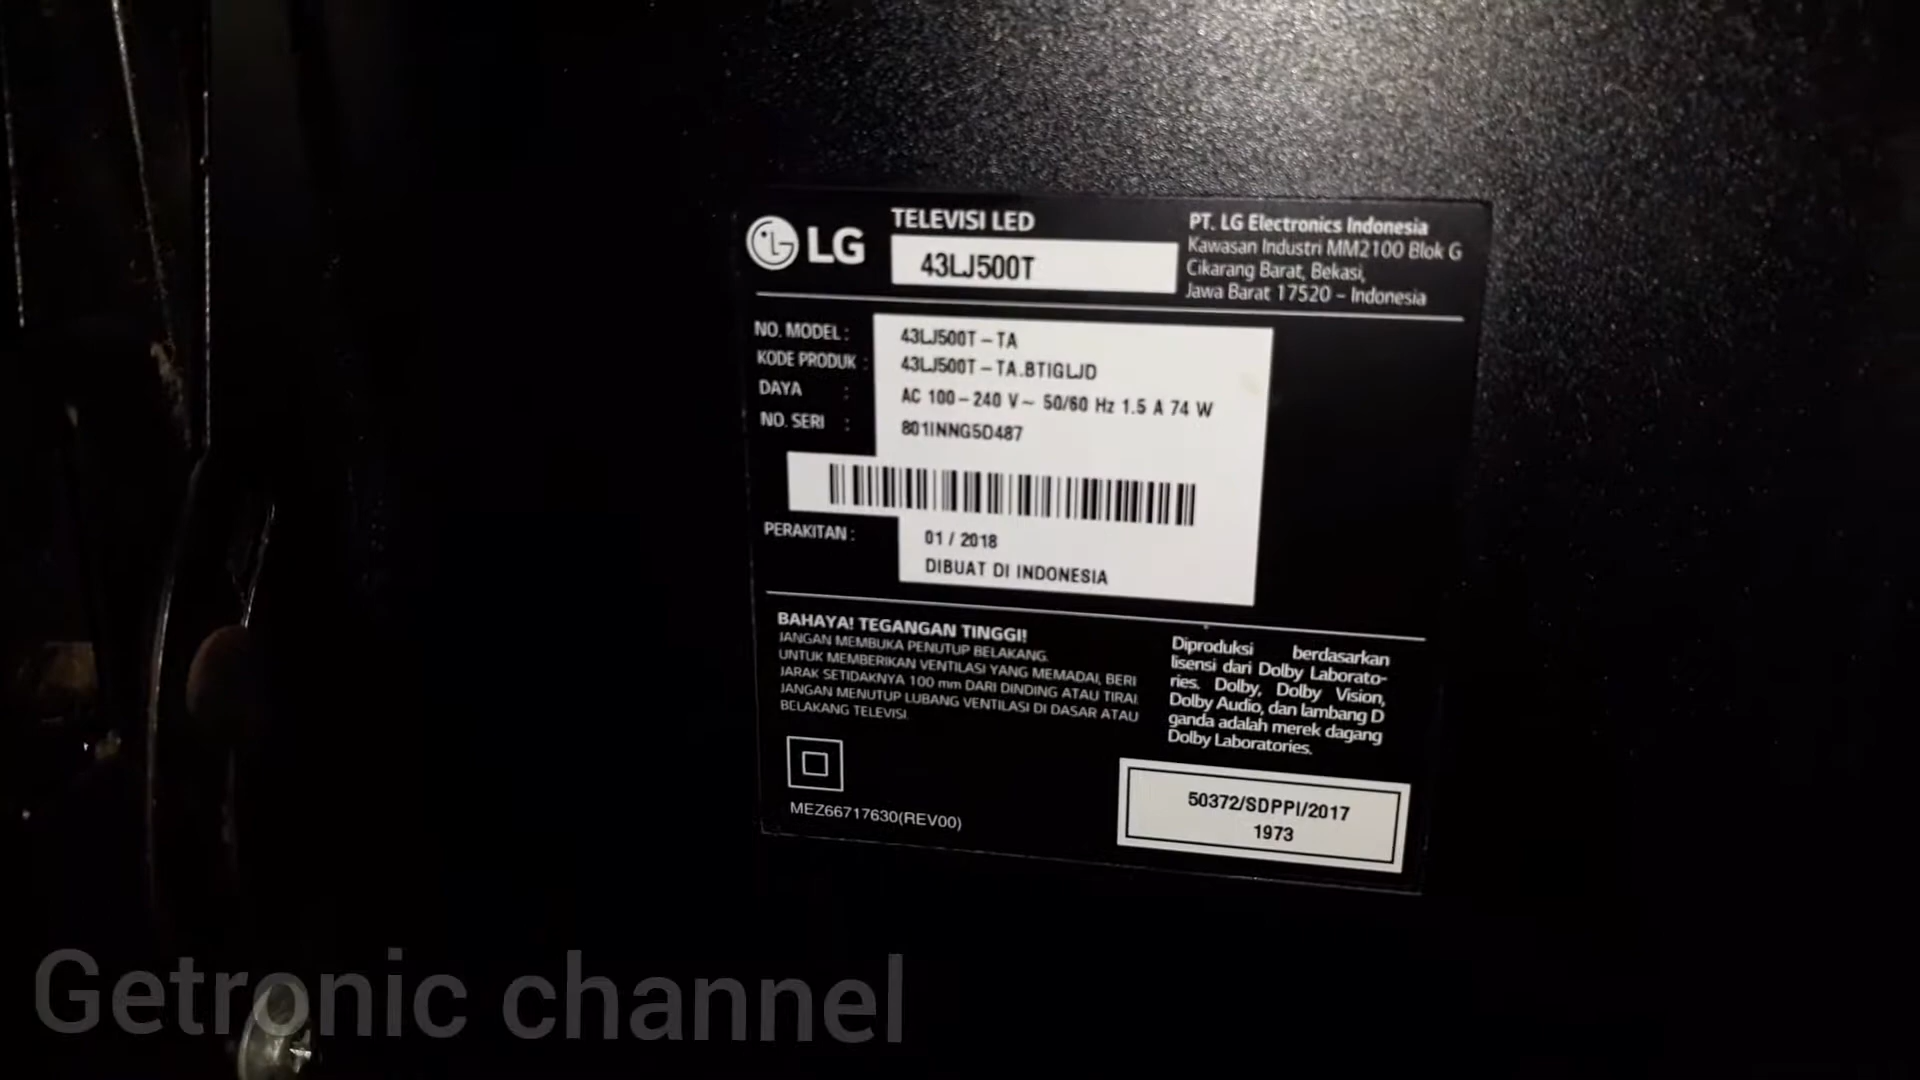 LG
TELEVISI LED
43LJ500T
PT. LG Electronics Indonesia
Kawasan Industri MM2100 Blok G
Cikarang Barat, Bekasi,
Jawa Barat 17520 – Indonesia
NO. MODEL : 43LJ500T – TA
KODE PRODUK : 43LJ500T – TA.BTIGLJD
DAYA : AC 100 – 240 V ~ 50/60 Hz 1.5 A 74 W
NO. SERI : 801INNG5D487
PERAKITAN : 01 / 2018
DIBUAT DI INDONESIA
BAHAYA! TEGANGAN TINGGI!
JANGAN MEMBUKA PENUTUP BELAKANG.
UNTUK MEMBERIKAN VENTILASI YANG MEMADAI, BERI
JARAK SETIDAKNYA 100 mm DARI DINDING ATAU TIRAI.
JANGAN MENUTUP LUBANG VENTILASI DI DASAR ATAU
BELAKANG TELEVISI.
Diproduksi berdasarkan
lisensi dari Dolby Laborato-
ries. Dolby, Dolby Vision,
Dolby Audio, dan lambang D
ganda adalah merek dagang
Dolby Laboratories.
MEZ66717630(REV00)
50372/SDPPI/2017
1973
Getronic channel